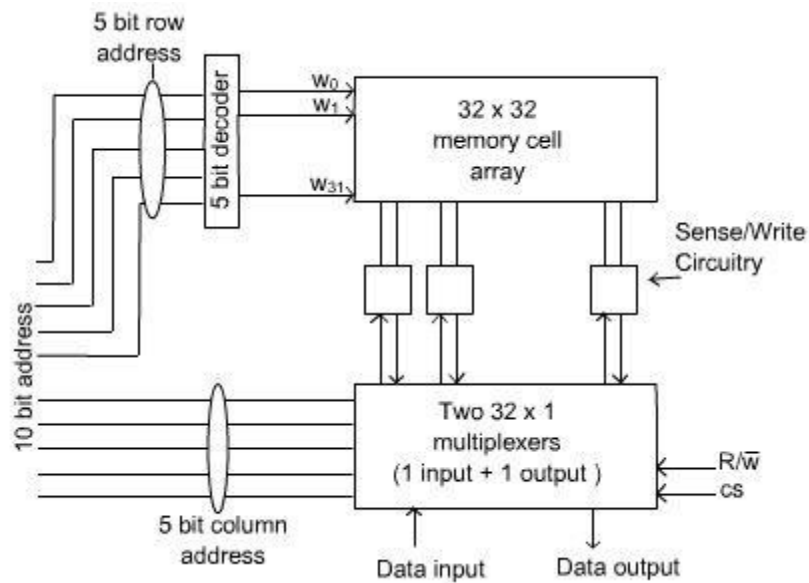 5 bit row
address
5 bit decoder
w0
w1
w31
32 x 32
memory cell
array
Sense/Write
Circuitry
10 bit address
Two 32 x 1
multiplexers
(1 input + 1 output )
R/w̅
cs
5 bit column
address
Data input
Data output